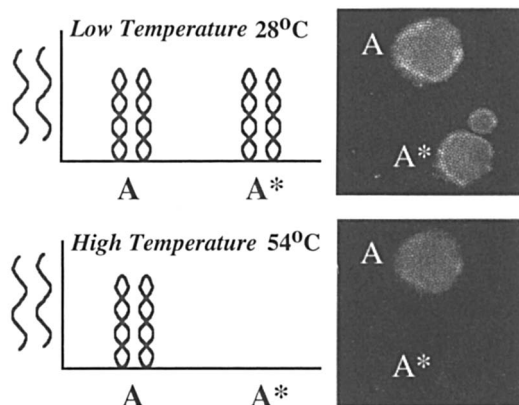 Low Temperature 28°C
A A*
A
A*
High Temperature 54°C
A A*
A
A*